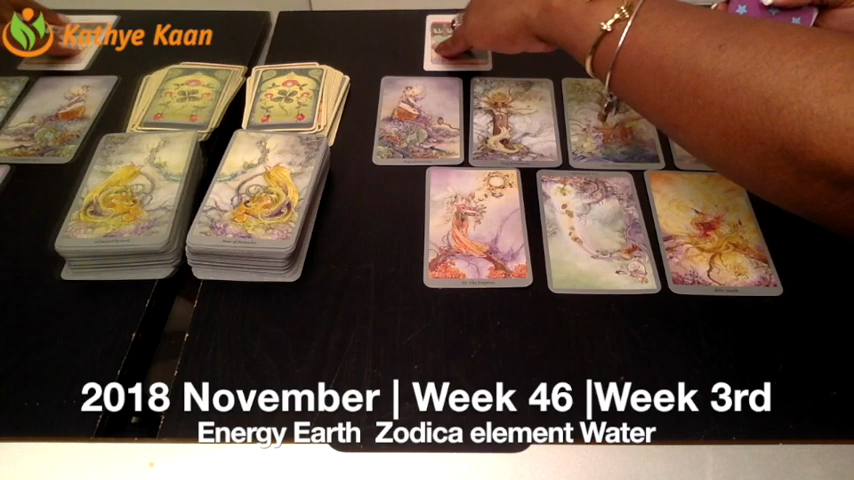 Kathye Kaan
2018 November | Week 46 |Week 3rd
Energy Earth  Zodica element Water